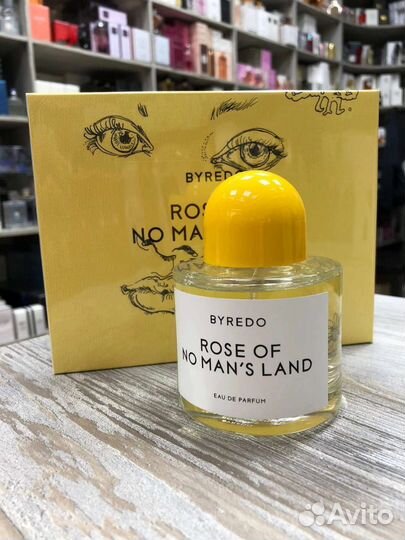 BYREDO
ROSE
NO MAN'S
BYREDO
ROSE OF
NO MAN'S LAND
EAU DE PARFUM
Avito